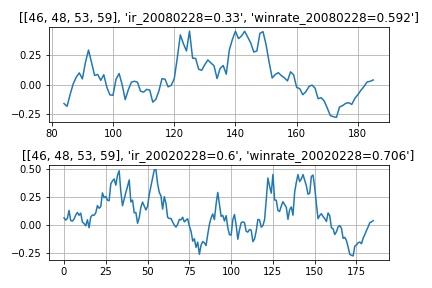 [[46, 48, 53, 59], 'ir_20080228=0.33', 'winrate_20080228=0.592']
0.25
0.00
−0.25
80 100 120 140 160 180
[[46, 48, 53, 59], 'ir_20020228=0.6', 'winrate_20020228=0.706']
0.50
0.25
0.00
−0.25
0 25 50 75 100 125 150 175